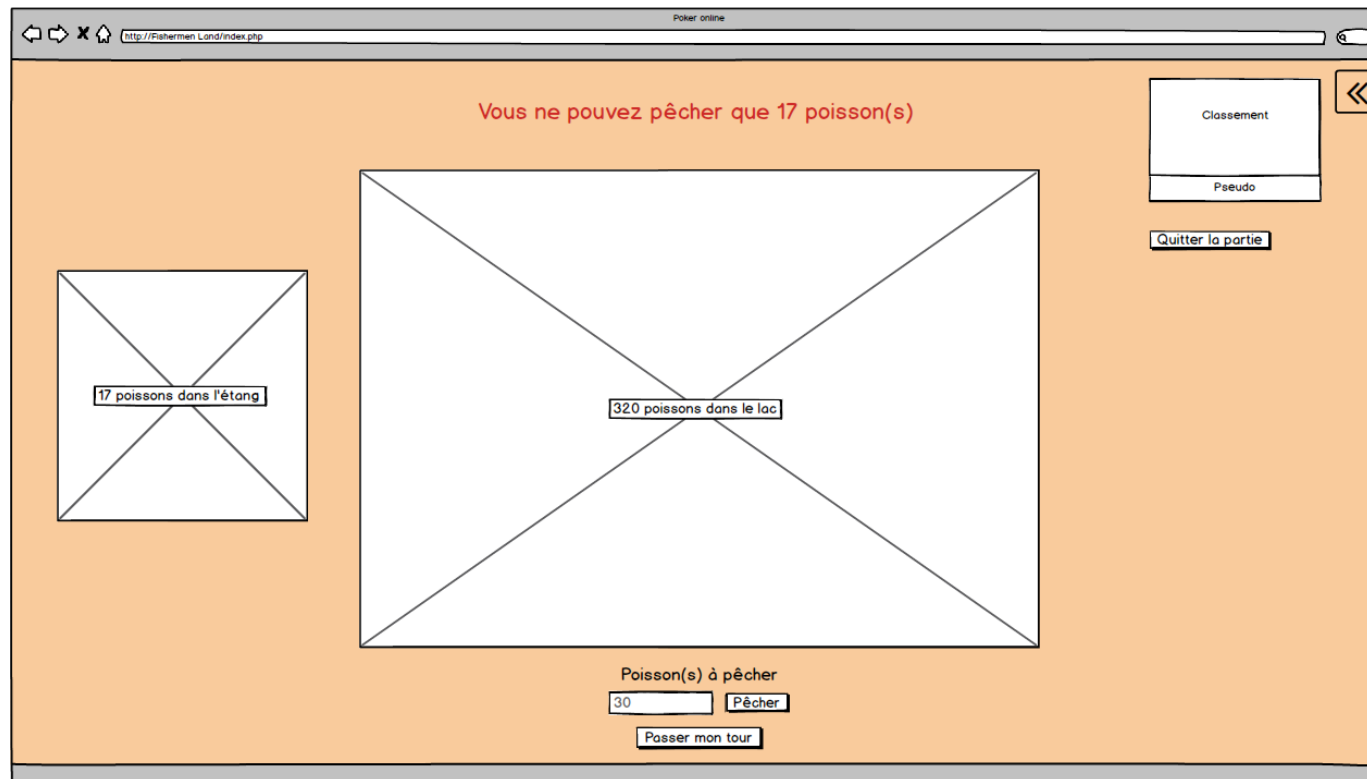 Poker online
http://Fishermen Land/index.php
Vous ne pouvez pêcher que 17 poisson(s)
Classement
Pseudo
Quitter la partie
17 poissons dans l'étang
320 poissons dans le lac
Poisson(s) à pêcher
30
Pêcher
Passer mon tour